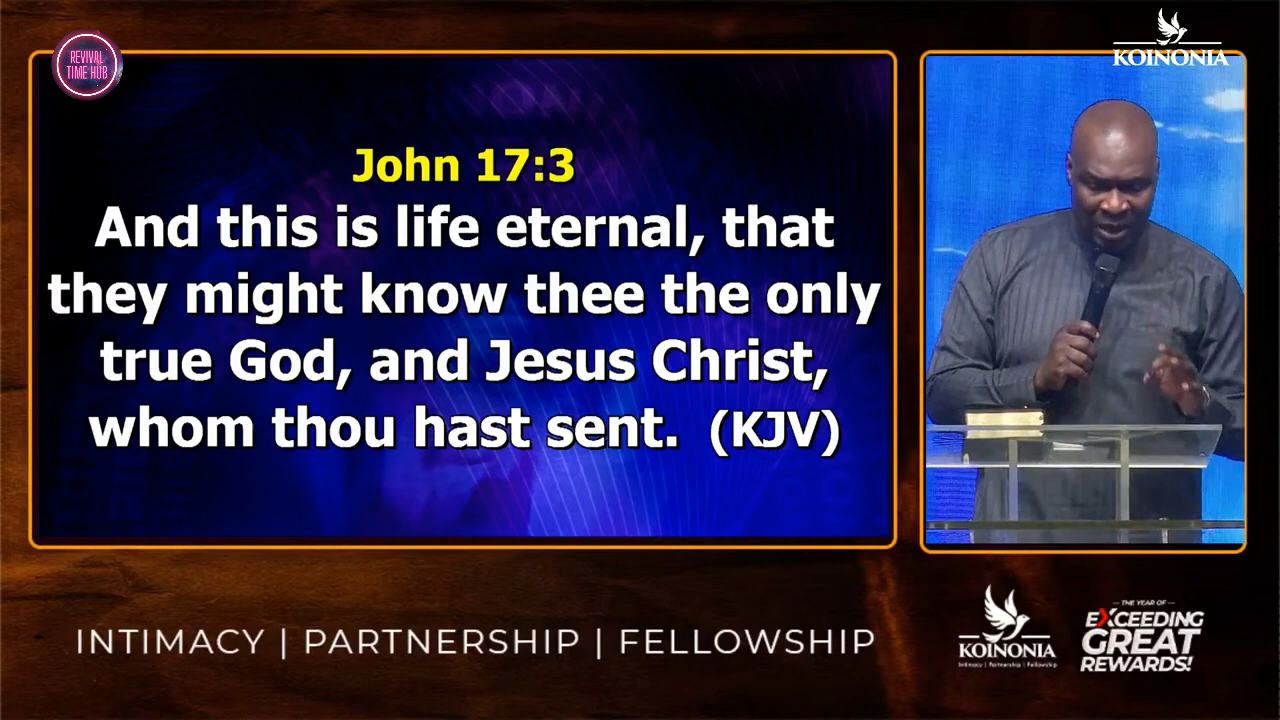 REVIVAL
TIME HUB
KOINONIA
John 17:3
And this is life eternal, that
they might know thee the only
true God, and Jesus Christ,
whom thou hast sent.  (KJV)
INTIMACY | PARTNERSHIP | FELLOWSHIP
KOINONIA
Intimacy | Partnership | Fellowship
— THE YEAR OF —
EXCEEDING
GREAT
REWARDS!